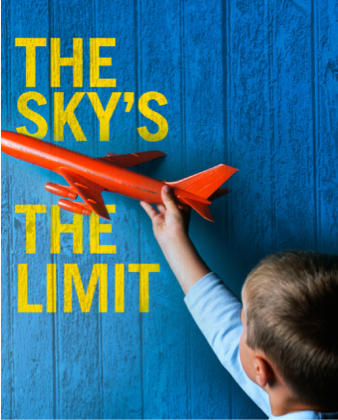 THE
SKY'S
THE
LIMIT